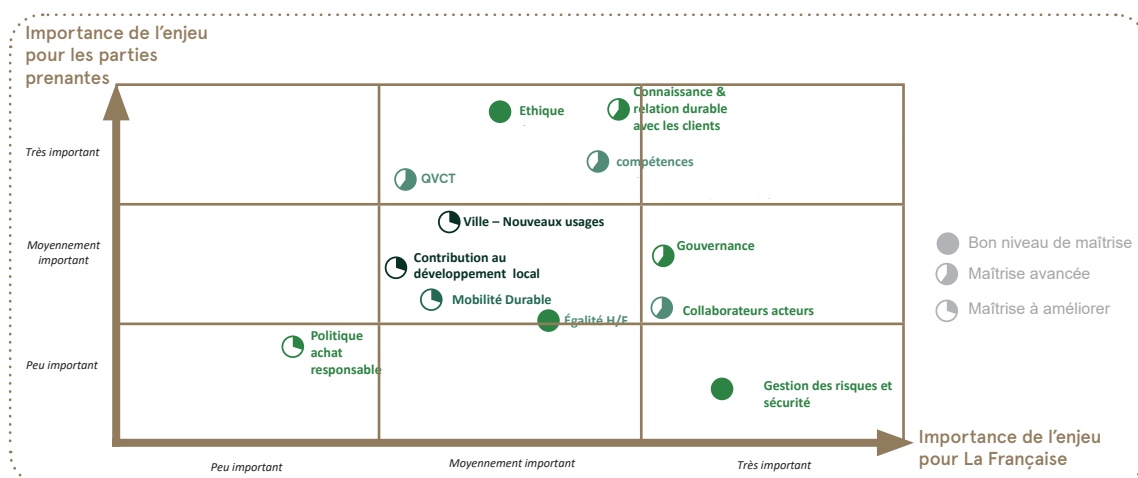 Importance de l'enjeu
pour les parties
prenantes
Très important
Moyennement
important
Peu important
Ethique
Connaissance &
relation durable
avec les clients
compétences
QVCT
Ville – Nouveaux usages
Contribution au
développement local
Mobilité Durable
Égalité H/F
Gouvernance
Collaborateurs acteurs
Politique
achat
responsable
Gestion des risques et
sécurité
Bon niveau de maîtrise
Maîtrise avancée
Maîtrise à améliorer
Peu important
Moyennement important
Très important
Importance de l'enjeu
pour La Française